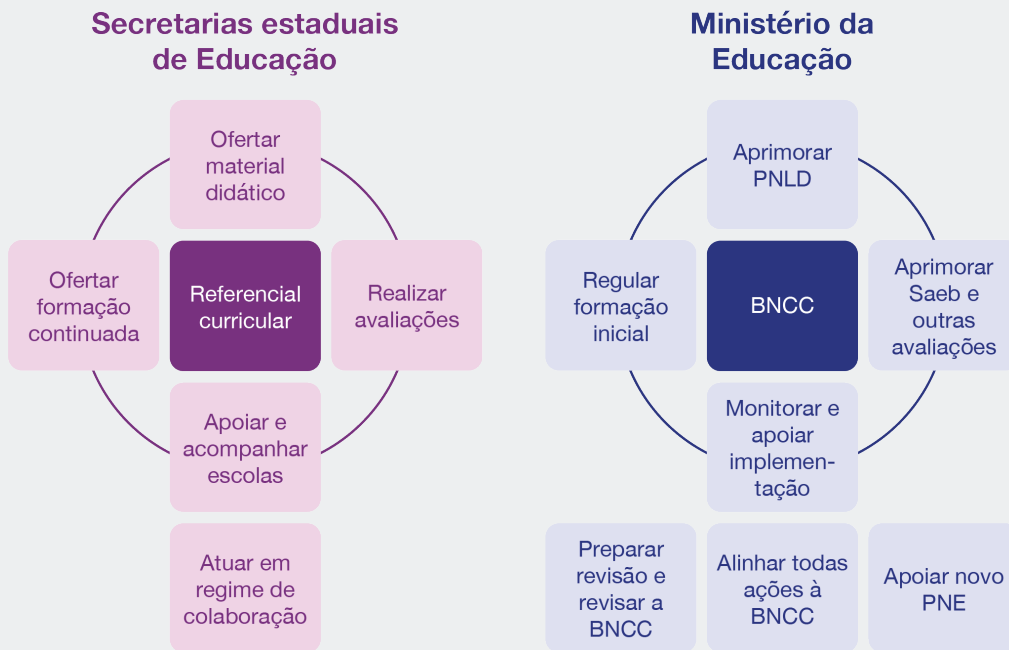 Secretarias estaduais
de Educação
Ofertar
material
didático
Ofertar
formação
continuada
Referencial
curricular
Realizar
avaliações
Apoiar e
acompanhar
escolas
Atuar em
regime de
colaboração
Ministério da
Educação
Aprimorar
PNLD
Regular
formação
inicial
BNCC
Aprimorar
Saeb e
outras
avaliações
Monitorar e
apoiar
implemen-
tação
Preparar
revisão e
revisar a
BNCC
Alinhar todas
ações à
BNCC
Apoiar novo
PNE